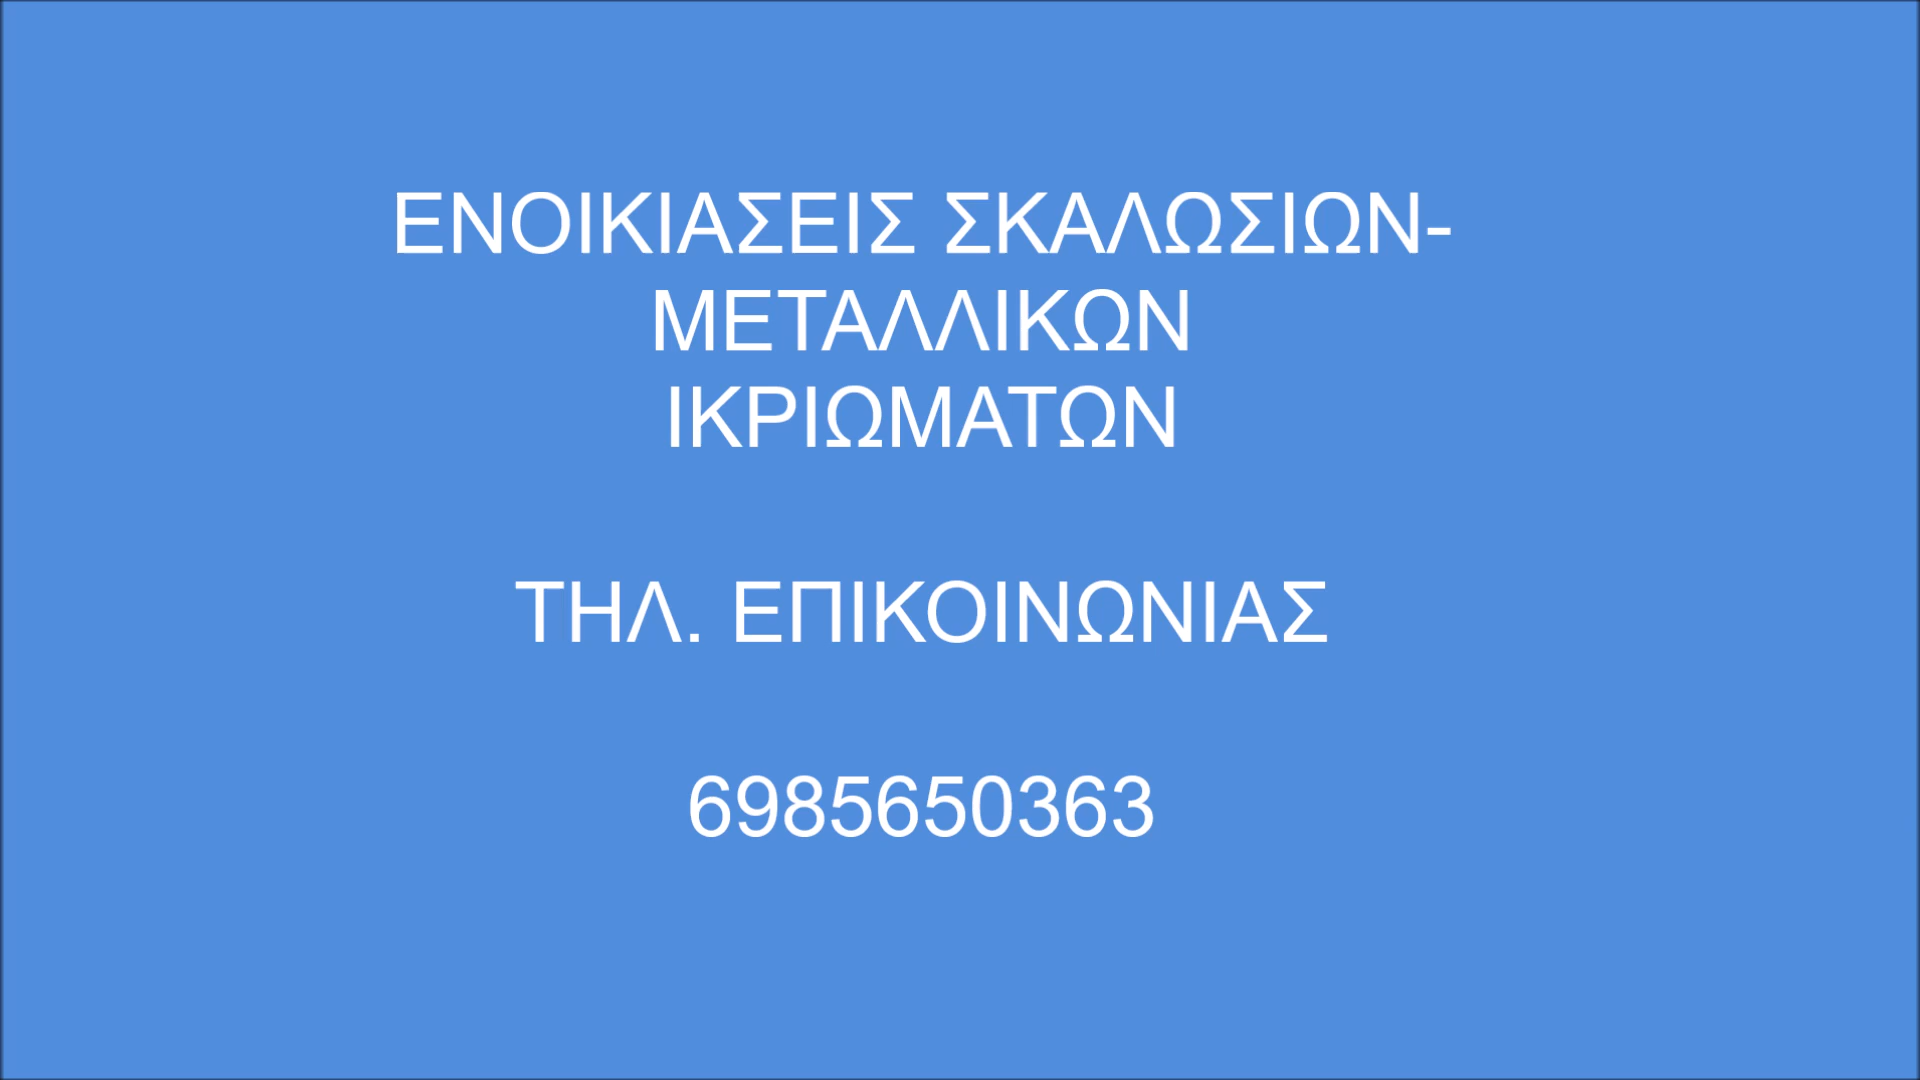 ΕΝΟΙΚΙΑΣΕΙΣ ΣΚΑΛΩΣΙΩΝ-
ΜΕΤΑΛΛΙΚΩΝ
ΙΚΡΙΩΜΑΤΩΝ
ΤΗΛ. ΕΠΙΚΟΙΝΩΝΙΑΣ
6985650363